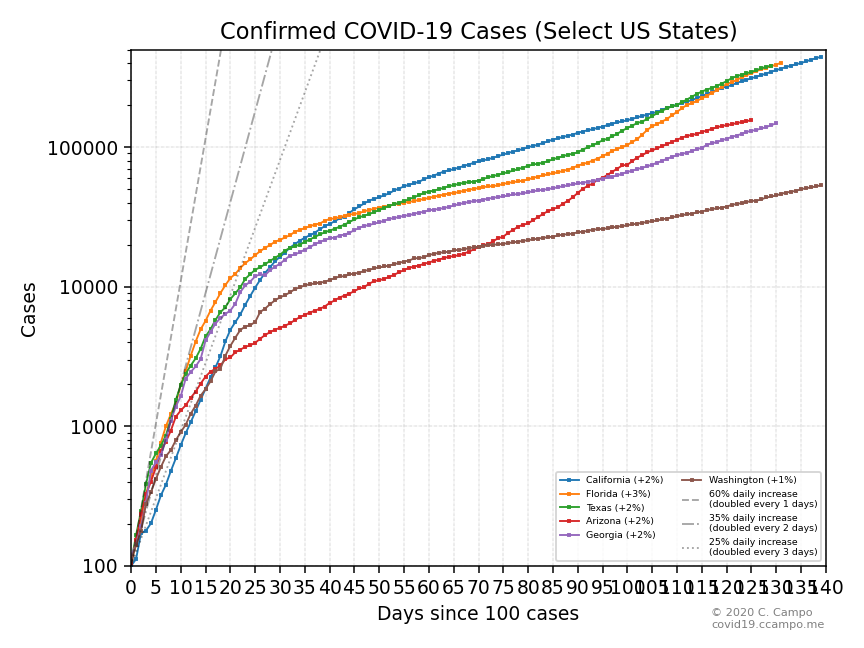 Confirmed COVID-19 Cases (Select US States)
Cases
100000
10000
1000
100
0 5 10 15 20 25 30 35 40 45 50 55 60 65 70 75 80 85 90 95 100 105 110 115 120 125 130 135 140
Days since 100 cases
California (+2%)
Florida (+3%)
Texas (+2%)
Arizona (+2%)
Georgia (+2%)
Washington (+1%)
60% daily increase
(doubled every 1 days)
35% daily increase
(doubled every 2 days)
25% daily increase
(doubled every 3 days)
© 2020 C. Campo
covid19.ccampo.me